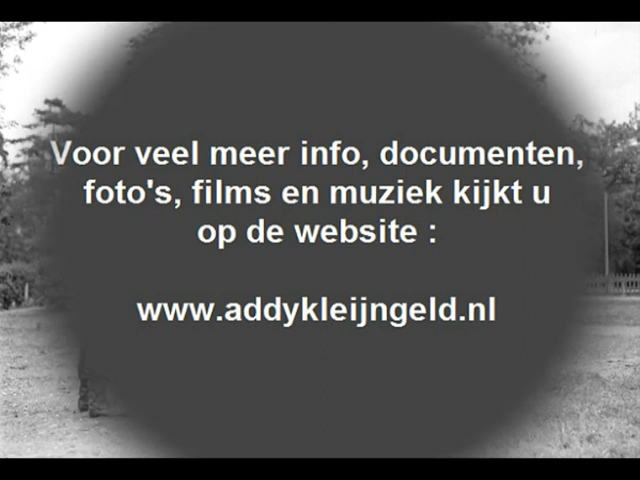 Voor veel meer info, documenten,
foto's, films en muziek kijkt u
op de website :
www.addykleijngeld.nl